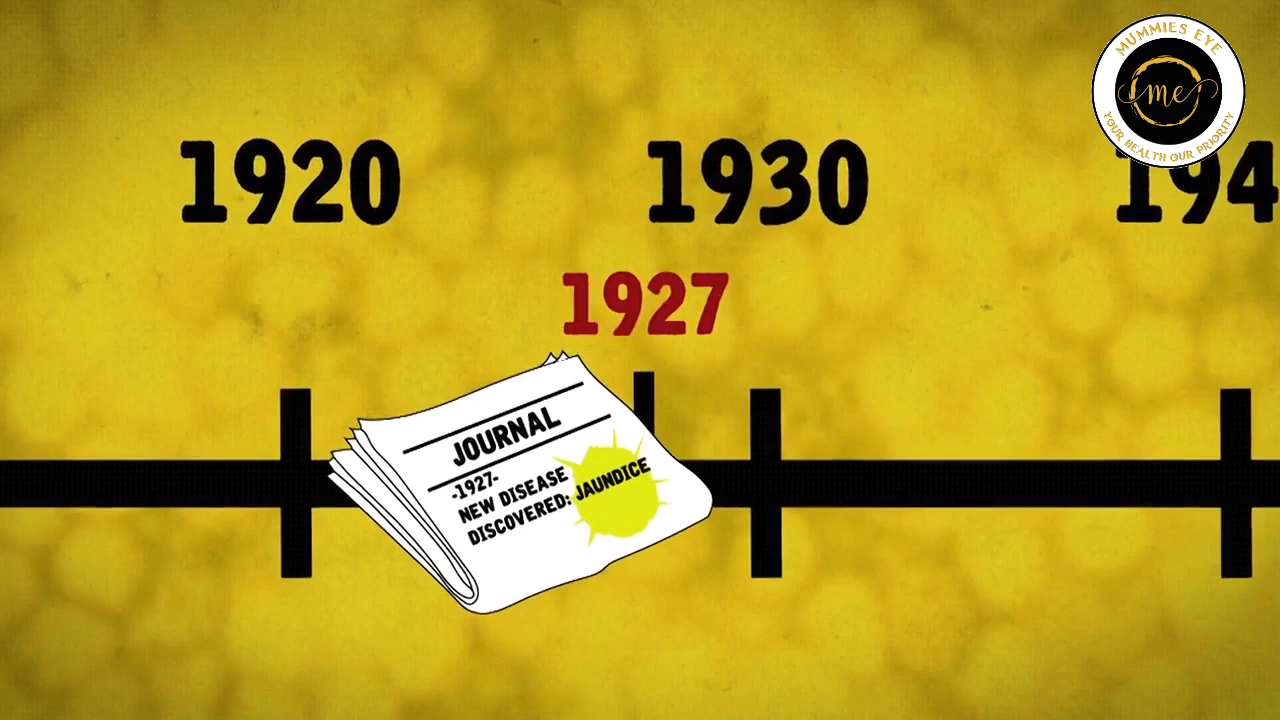 MUMMIES EYE
me
YOUR HEALTH OUR PRIORITY
1920
1930
194
1927
JOURNAL
-1927-
NEW DISEASE
DISCOVERED: JAUNDICE